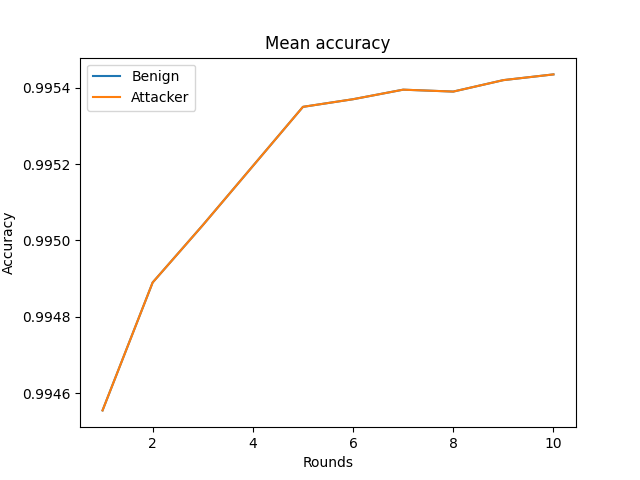 Mean accuracy
Benign
Attacker
0.9954
0.9952
0.9950
0.9948
0.9946
Accuracy
2 4 6 8 10
Rounds